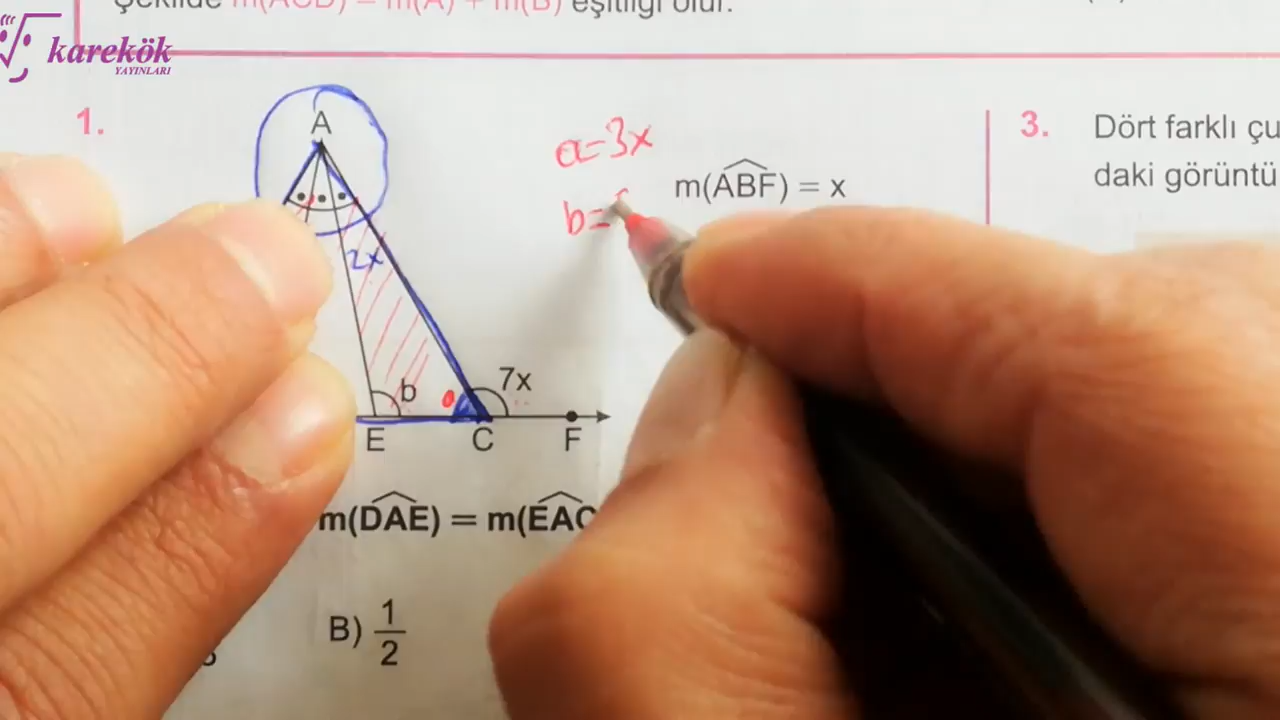 Şekilde m(ACD) = m(A) + m(B) eşitliği olur.
karekök
YAYINLARI
1.
A
2x
b
7x
E
C
F
a=3x
b=
m(ABF) = x
3.
Dört farklı çu
daki görüntü
m(DAE) = m(EAC
B) 1/2